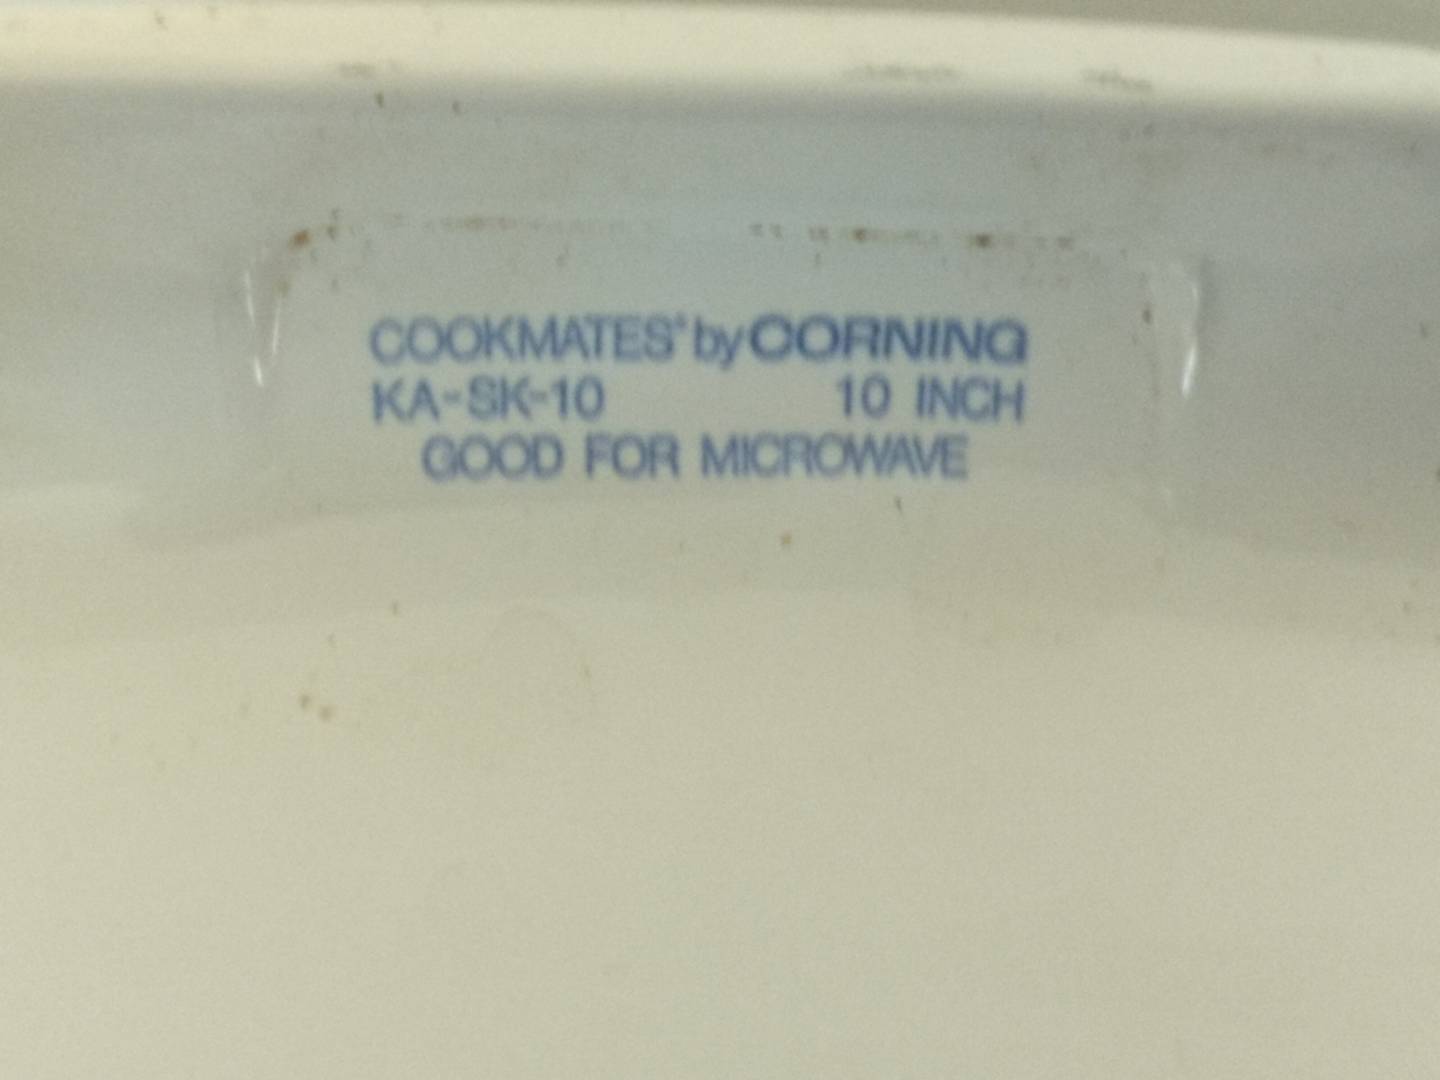 COOKMATES® by CORNING
KA-SK-10 10 INCH
GOOD FOR MICROWAVE